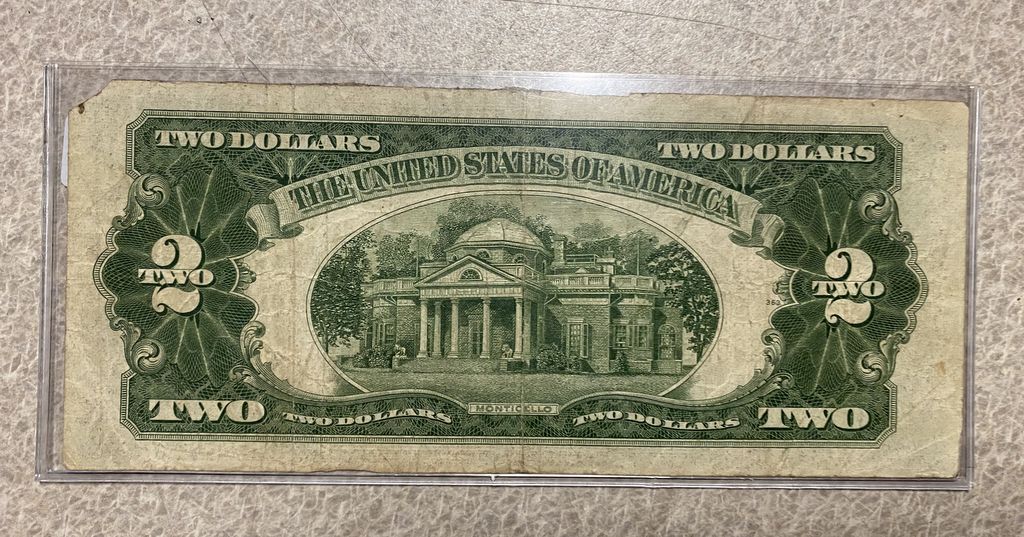 TWO DOLLARS
TWO DOLLARS
THE UNITED STATES OF AMERICA
2
TWO
2
TWO
MONTICELLO
TWO
TWO DOLLARS
TWO DOLLARS
TWO